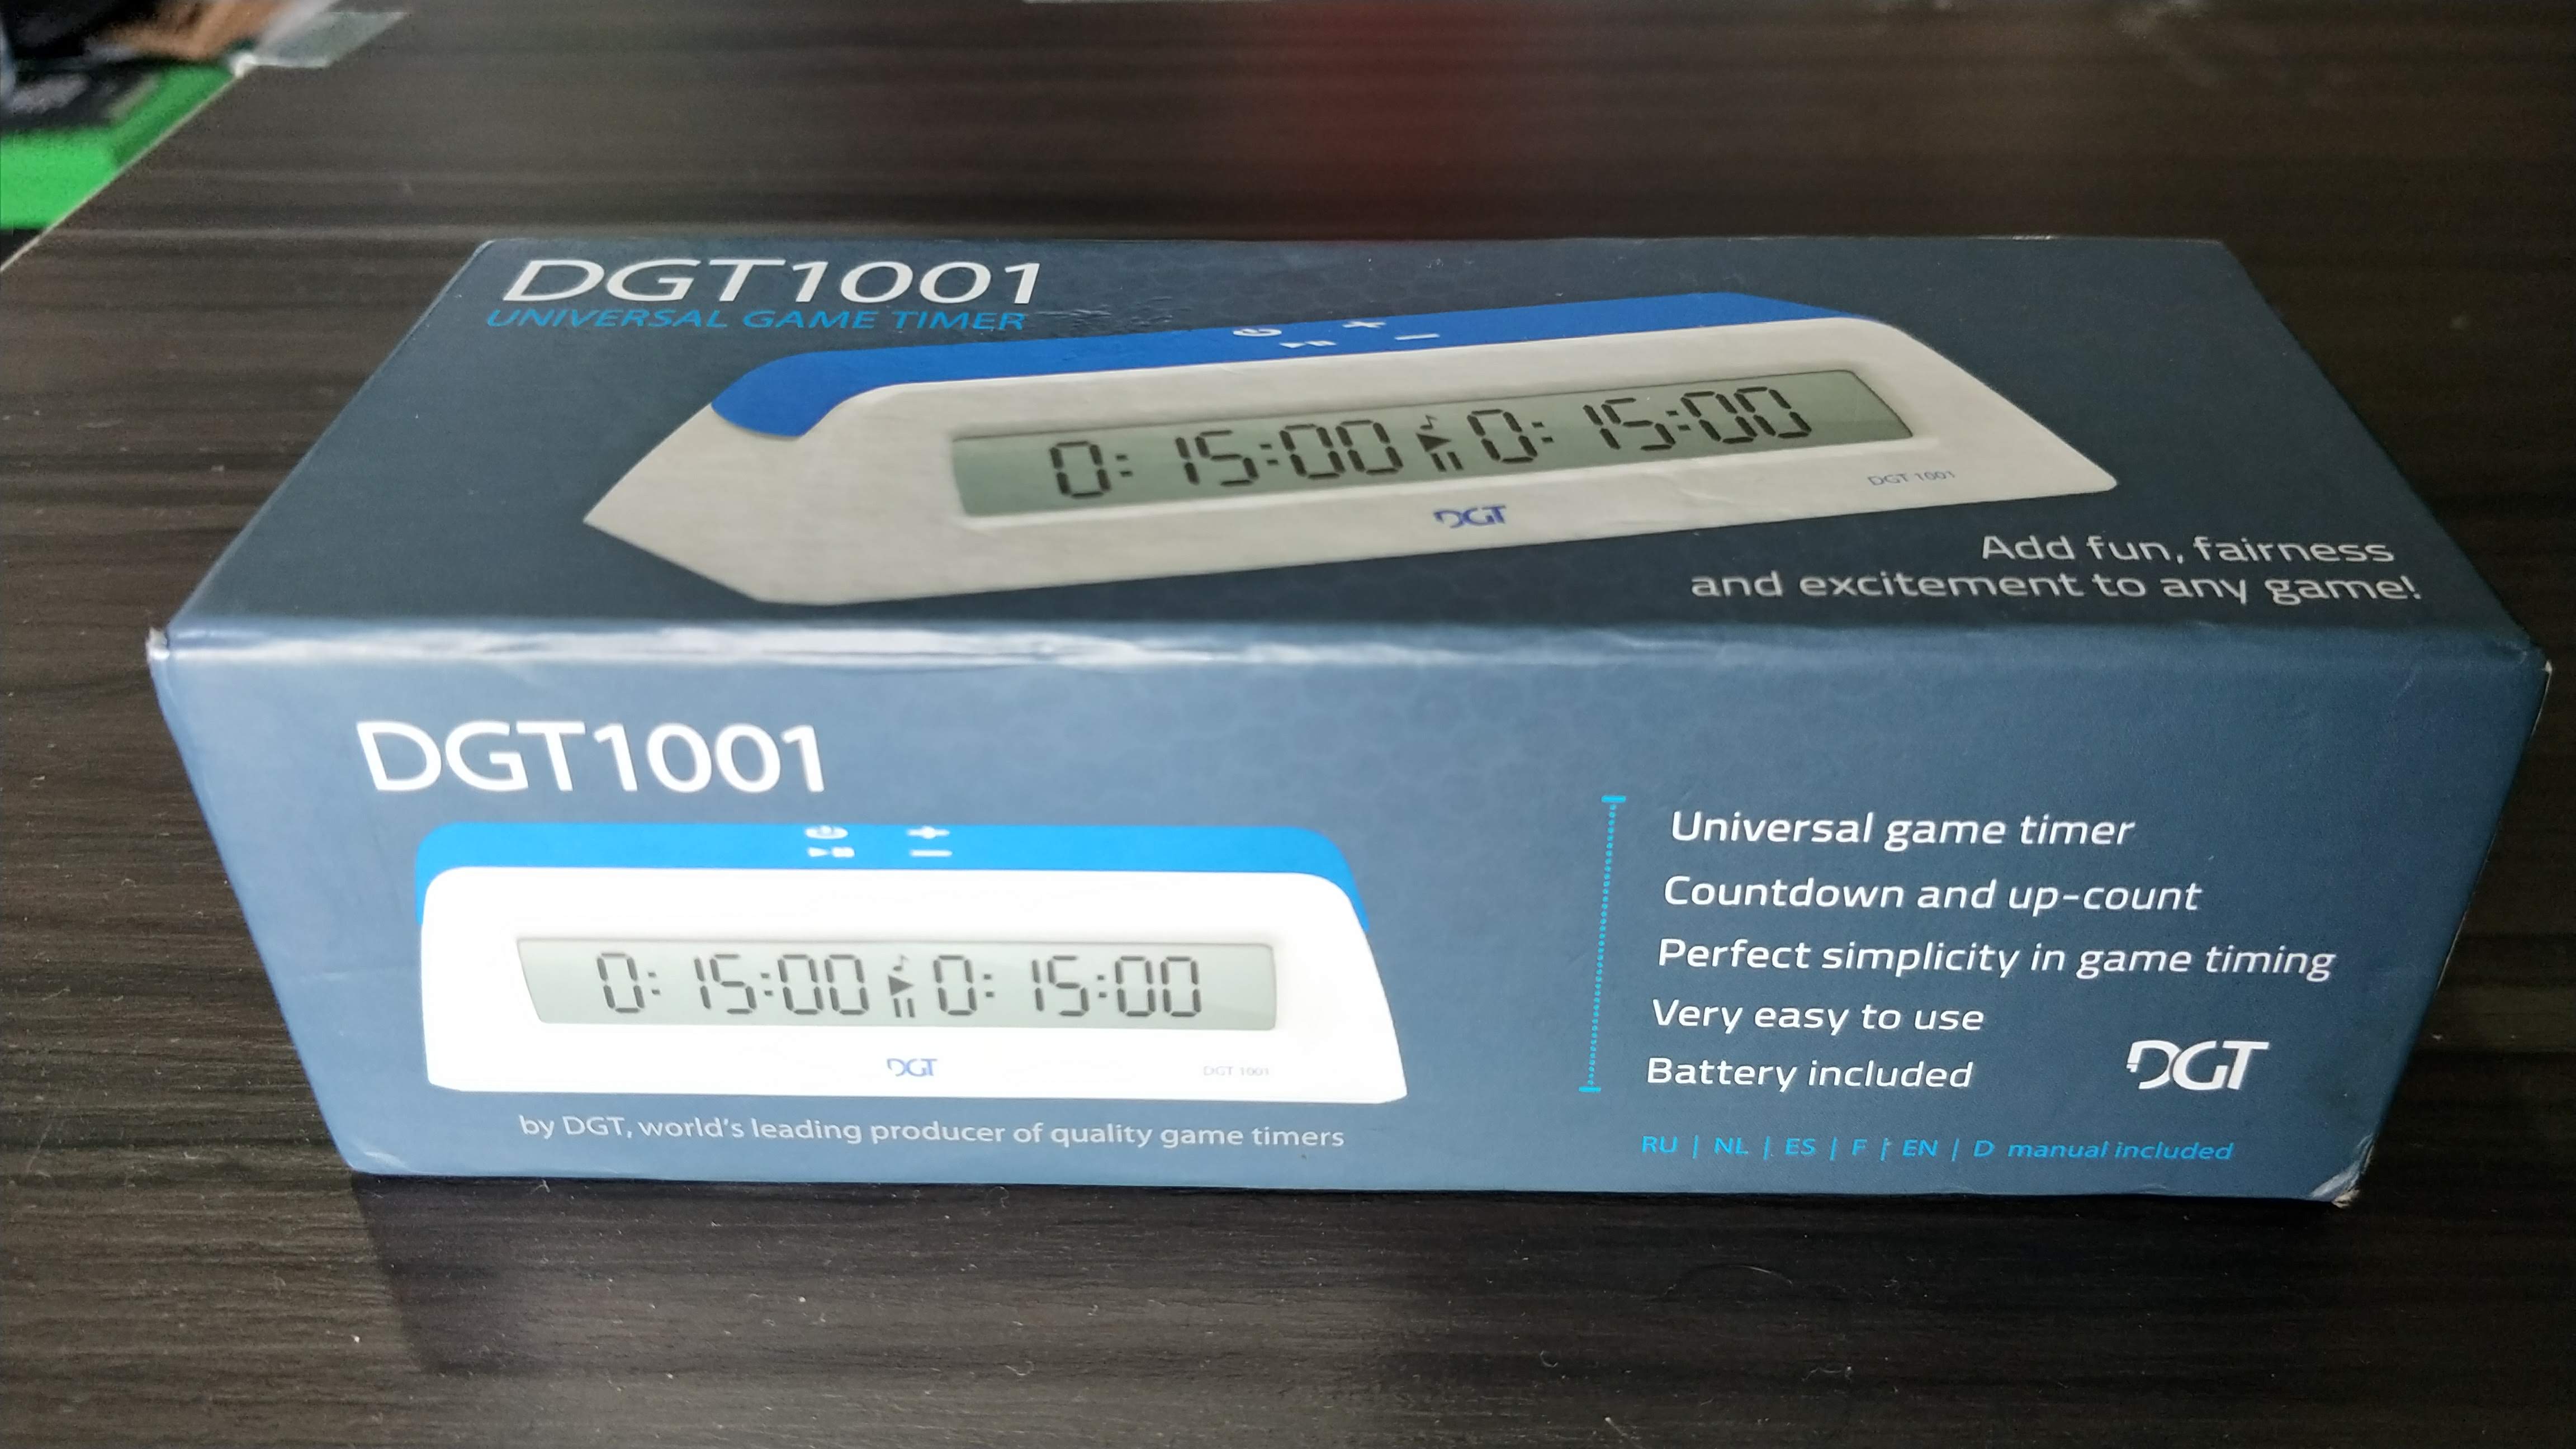 DGT1001
UNIVERSAL GAME TIMER
0:15:00 0:15:00
DGT
DGT 1001
Add fun, fairness
and excitement to any game!
DGT1001
0:15:00 0:15:00
DGT
DGT 1001
by DGT, world's leading producer of quality game timers
Universal game timer
Countdown and up-count
Perfect simplicity in game timing
Very easy to use
Battery included
DGT
RU | NL | ES | F | EN | D manual included